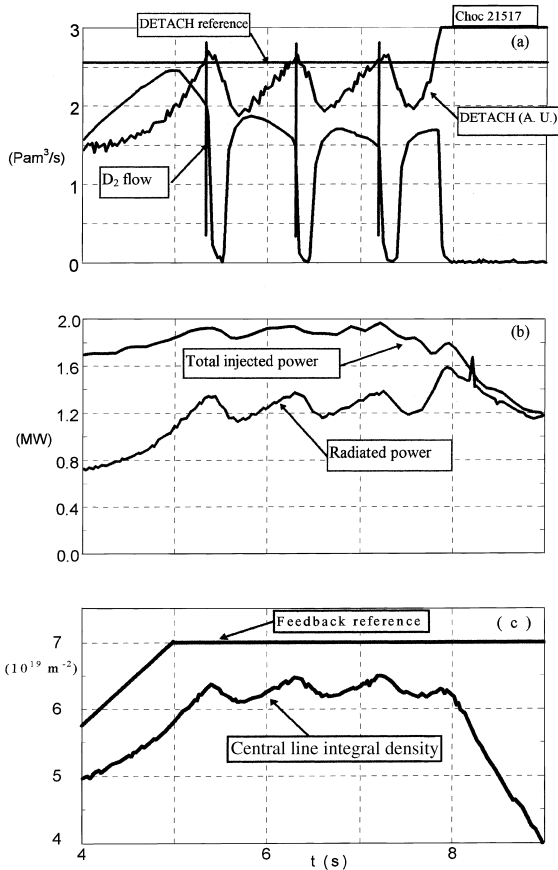 Choc 21517
DETACH reference
(a)
3
2
1
0
(Pam³/s)
DETACH (A. U.)
D₂ flow
(b)
2.0
1.6
1.2
0.8
0.4
0.0
(MW)
Total injected power
Radiated power
(c)
Feedback reference
7
(10¹⁹ m⁻²)
6
5
4
Central line integral density
4 6 8
t (s)